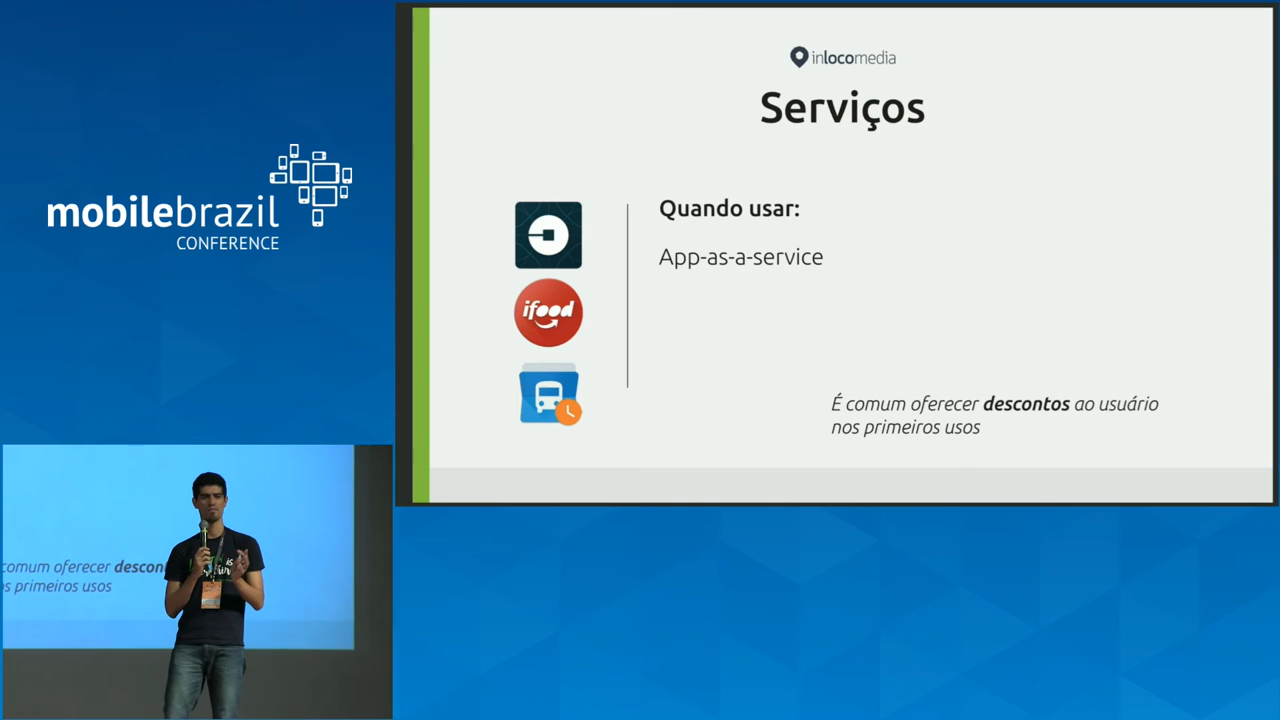 inlocomedia
Serviços
mobilebrazil
CONFERENCE
Quando usar:
App-as-a-service
ifood
É comum oferecer descontos ao usuário
nos primeiros usos
comum oferecer descon
s primeiros usos
is